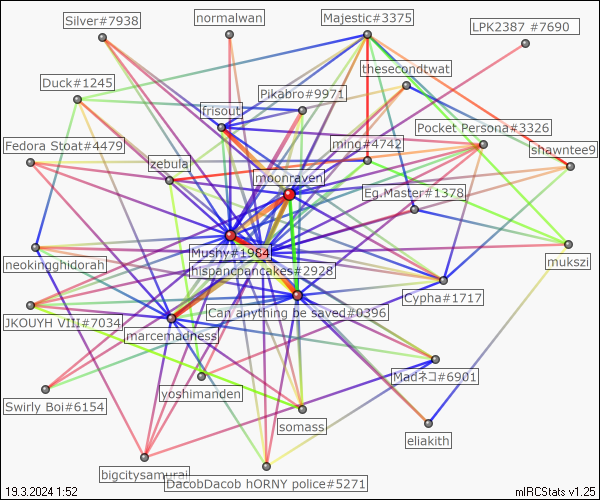 Silver#7938
normalwan
Majestic#3375
LPK2387 #7690
thesecondtwat
Duck#1245
Pikabro#9971
frisout
Pocket Persona#3326
Fedora Stoat#4479
ming#4742
shawntee9
zebula
moonraven
Eg.Master#1378
Mushy#1984
neokingghidorah
mukszi
hispancpancakes#2928
Cypha#1717
Can anything be saved#0396
JKOUYH VIII#7034
marcemadness
Madネコ#6901
yoshimanden
Swirly Boi#6154
somass
eliakith
bigcitysamurai
DacobDacob hORNY police#5271
19.3.2024 1:52
mIRCStats v1.25